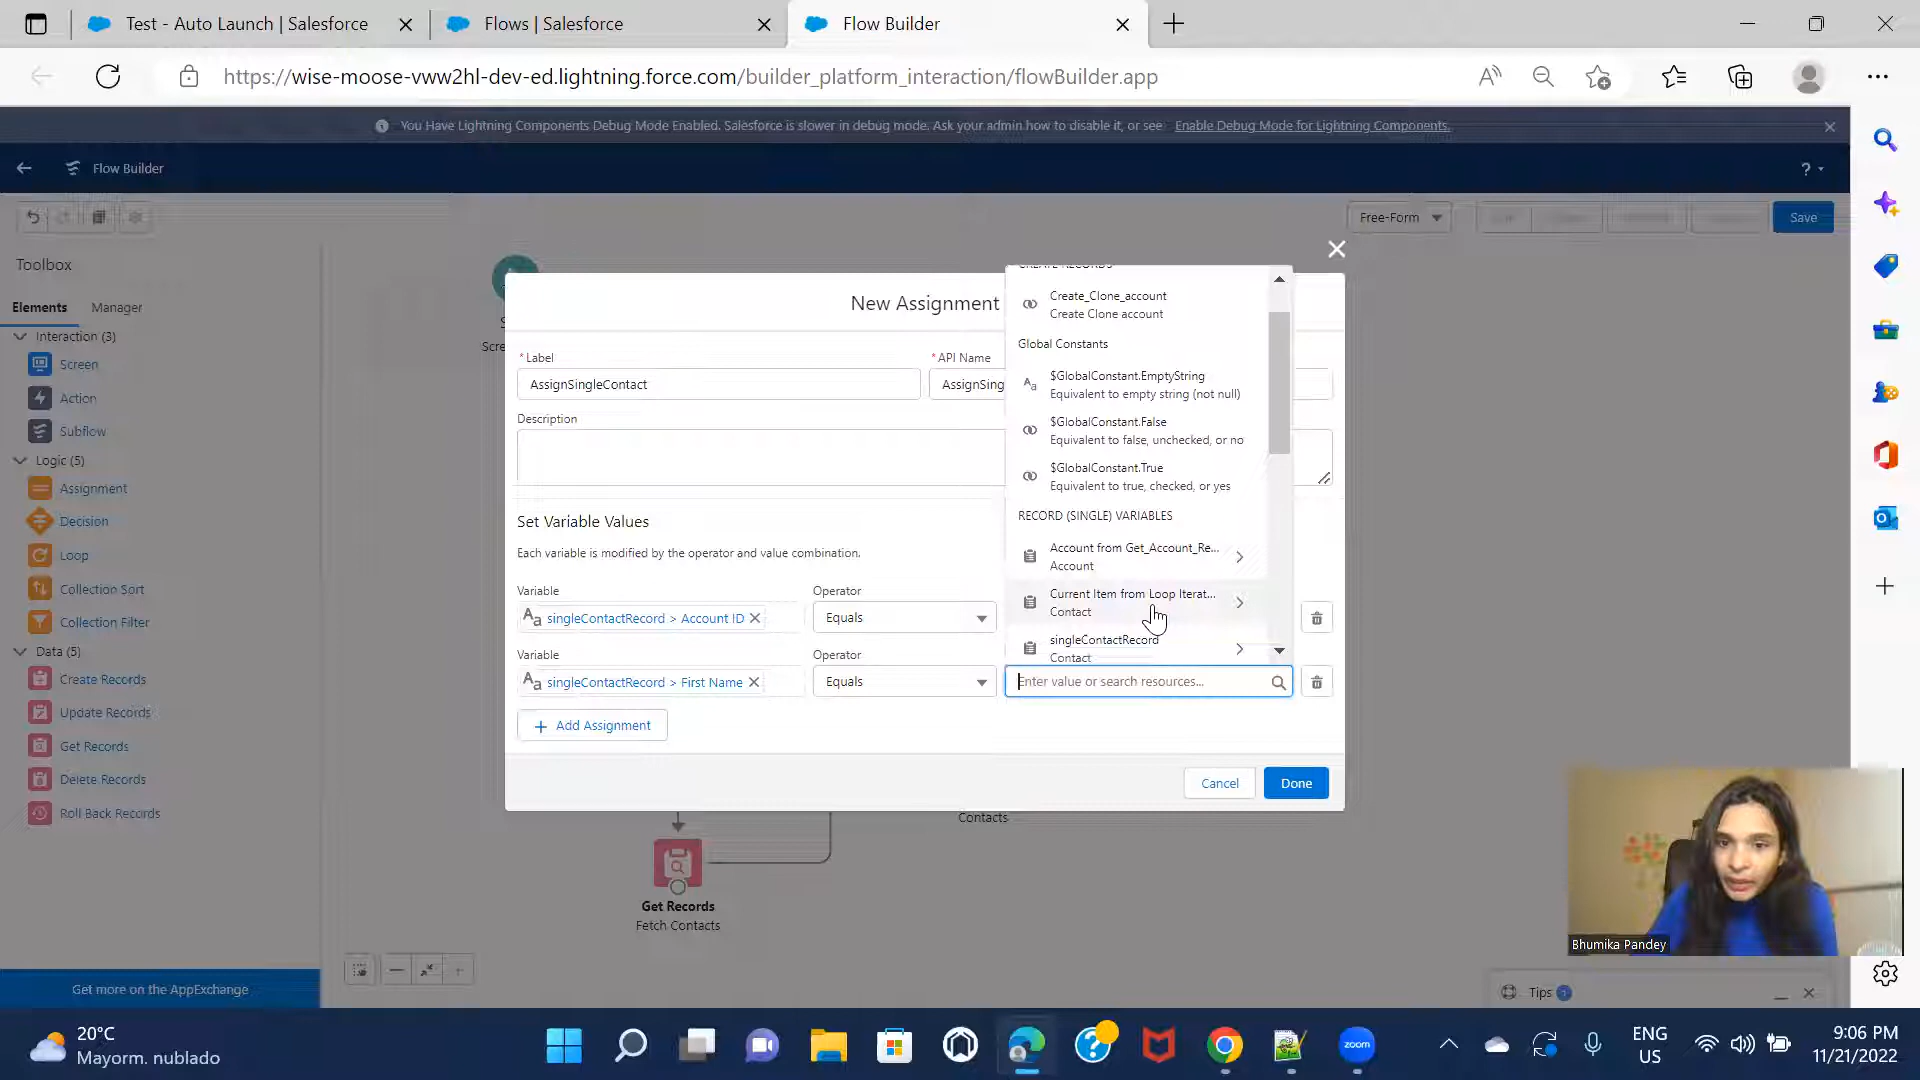 Test - Auto Launch | Salesforce
Flows | Salesforce
Flow Builder
https://wise-moose-vww2hl-dev-ed.lightning.force.com/builder_platform_interaction/flowBuilder.app
You Have Lightning Components Debug Mode Enabled. Salesforce is slower in debug mode. Ask your admin how to disable it, or see Enable Debug Mode for Lightning Components.
Flow Builder
?
Free-Form
Save
Toolbox
Elements
Manager
Interaction (3)
Screen
Action
Subflow
Logic (5)
Assignment
Decision
Loop
Collection Sort
Collection Filter
Data (5)
Create Records
Update Records
Get Records
Delete Records
Roll Back Records
Get more on the AppExchange
New Assignment
* Label
AssignSingleContact
* API Name
AssignSing
Description
Set Variable Values
Each variable is modified by the operator and value combination.
Variable
Operator
Aa singleContactRecord > Account ID
Equals
Variable
Operator
Aa singleContactRecord > First Name
Equals
Enter value or search resources...
+ Add Assignment
Cancel
Done
CREATE RECORDS
Create_Clone_account
Create Clone account
Global Constants
Aa
$GlobalConstant.EmptyString
Equivalent to empty string (not null)
$GlobalConstant.False
Equivalent to false, unchecked, or no
$GlobalConstant.True
Equivalent to true, checked, or yes
RECORD (SINGLE) VARIABLES
Account from Get_Account_Re...
Account
Current Item from Loop Iterat...
Contact
singleContactRecord
Contact
Contacts
Get Records
Fetch Contacts
Bhumika Pandey
Tips
20°C
Mayorm. nublado
zoom
ENG
US
9:06 PM
11/21/2022